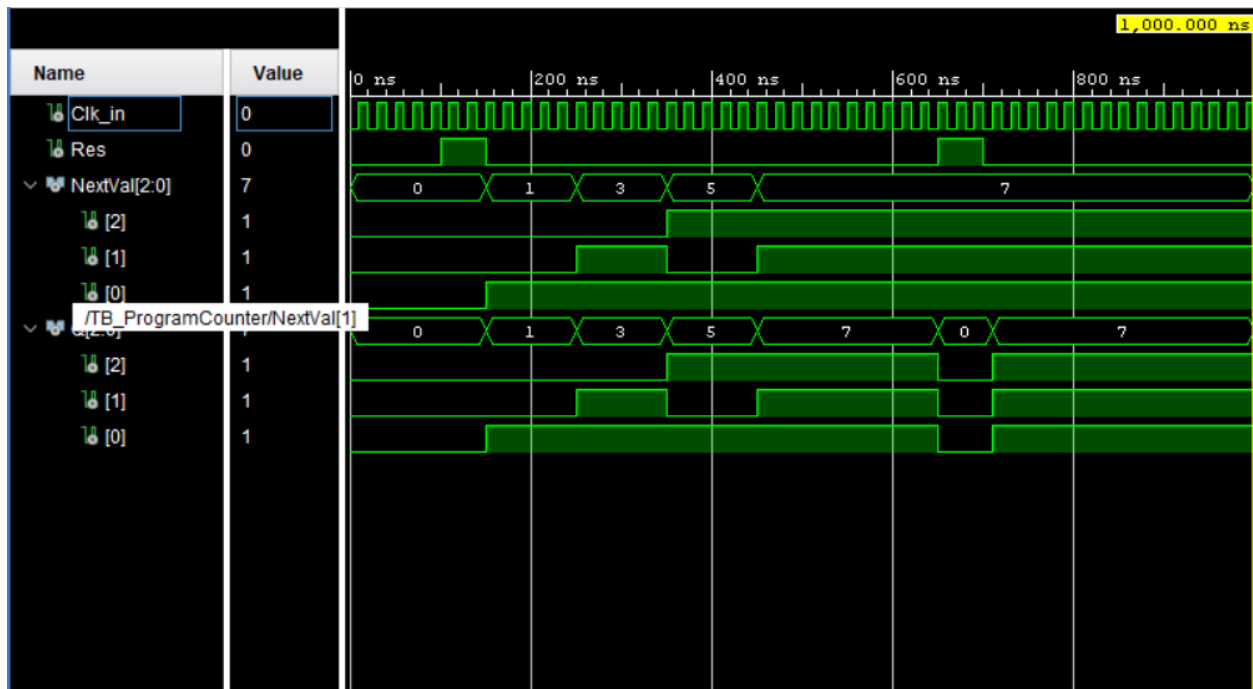 1,000.000 ns
Name Value
0 ns 200 ns 400 ns 600 ns 800 ns
Clk_in 0
Res 0
NextVal[2:0] 7 0 1 3 5 7
[2] 1
[1] 1
[0] 1
/TB_ProgramCounter/NextVal[1]
0 1 3 5 7 0 7
[2] 1
[1] 1
[0] 1